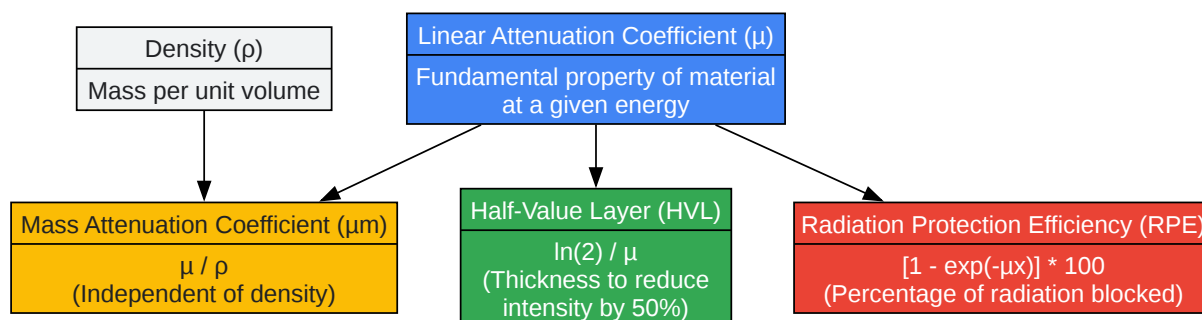 Density (ρ)
Mass per unit volume
Linear Attenuation Coefficient (μ)
Fundamental property of material
at a given energy
Mass Attenuation Coefficient (μm)
μ / ρ
(Independent of density)
Half-Value Layer (HVL)
ln(2) / μ
(Thickness to reduce
intensity by 50%)
Radiation Protection Efficiency (RPE)
[1 - exp(-μx)] * 100
(Percentage of radiation blocked)